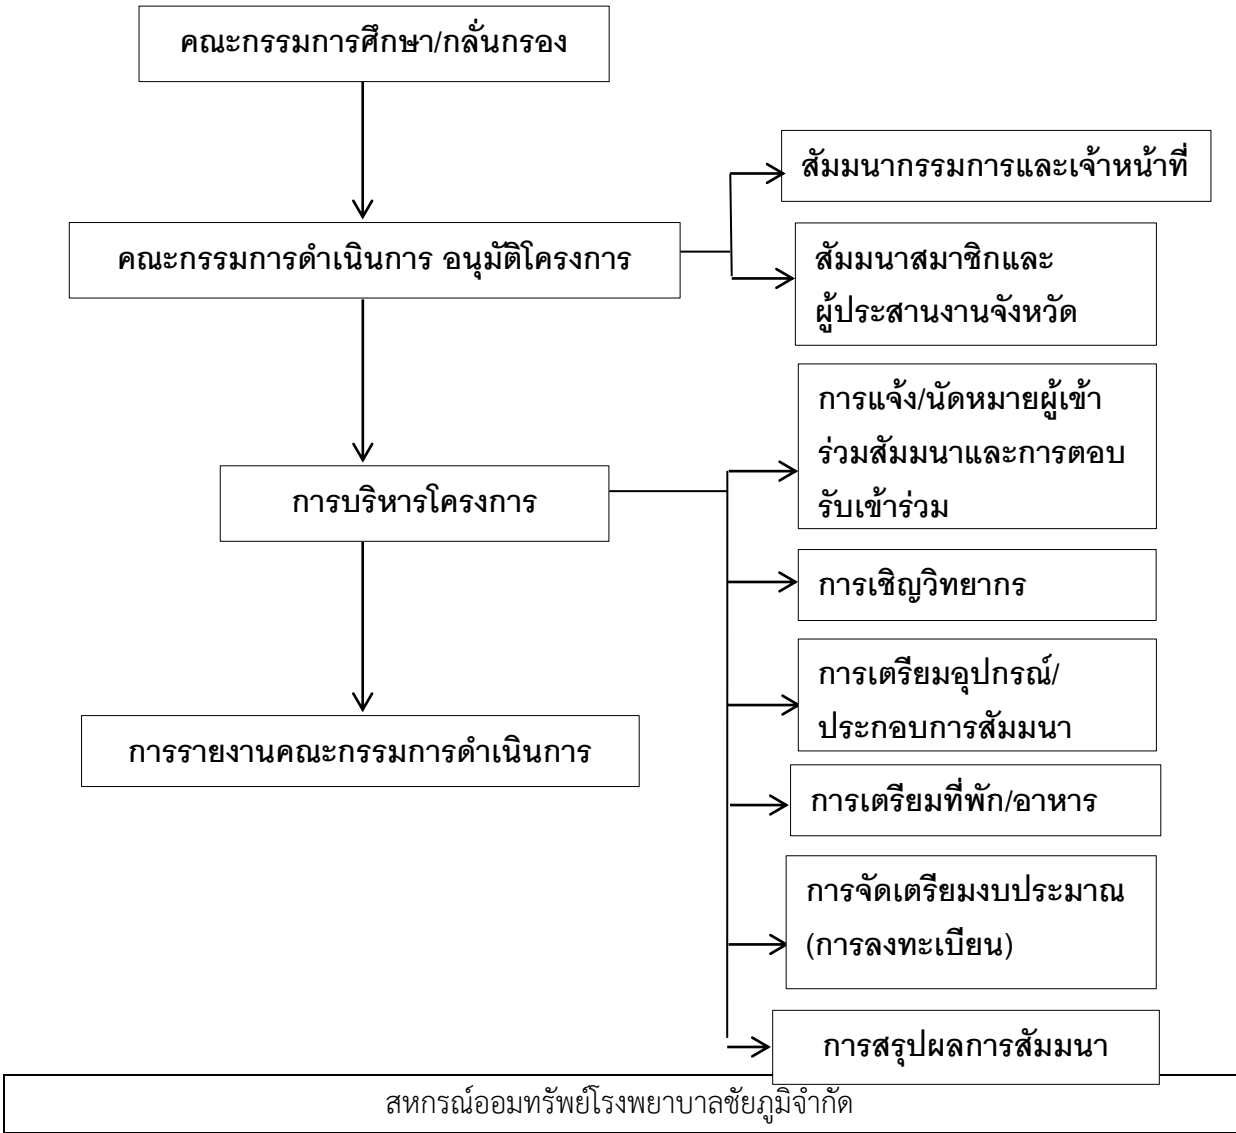 คณะกรรมการศึกษา/กลั่นกรอง
สัมมนากรรมการและเจ้าหน้าที่
คณะกรรมการดำเนินการ อนุมัติโครงการ
สัมมนาสมาชิกและ
ผู้ประสานงานจังหวัด
การแจ้ง/นัดหมายผู้เข้า
ร่วมสัมมนาและการตอบ
รับเข้าร่วม
การบริหารโครงการ
การเชิญวิทยากร
การเตรียมอุปกรณ์/
ประกอบการสัมมนา
การรายงานคณะกรรมการดำเนินการ
การเตรียมที่พัก/อาหาร
การจัดเตรียมงบประมาณ
(การลงทะเบียน)
การสรุปผลการสัมมนา
สหกรณ์ออมทรัพย์โรงพยาบาลชัยภูมิจำกัด